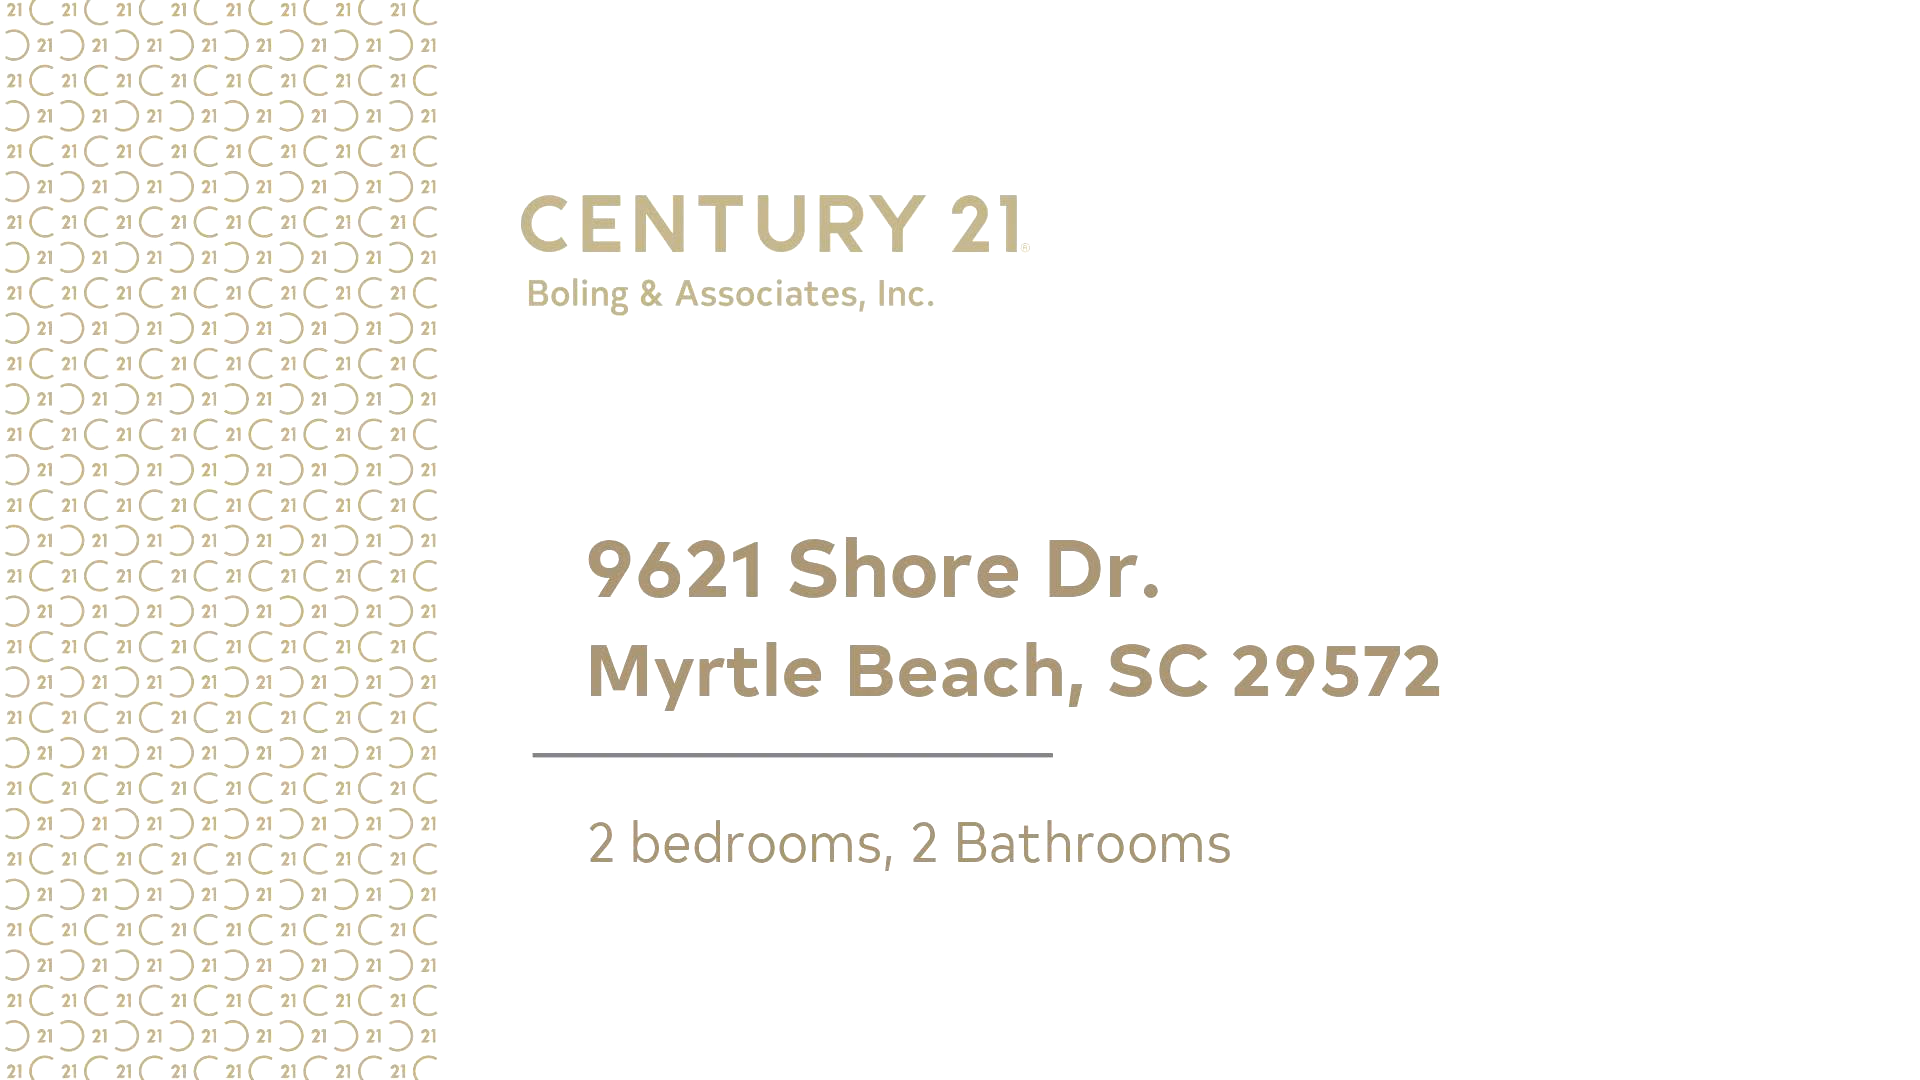 CENTURY 21®
Boling & Associates, Inc.
9621 Shore Dr.
Myrtle Beach, SC 29572
2 bedrooms, 2 Bathrooms